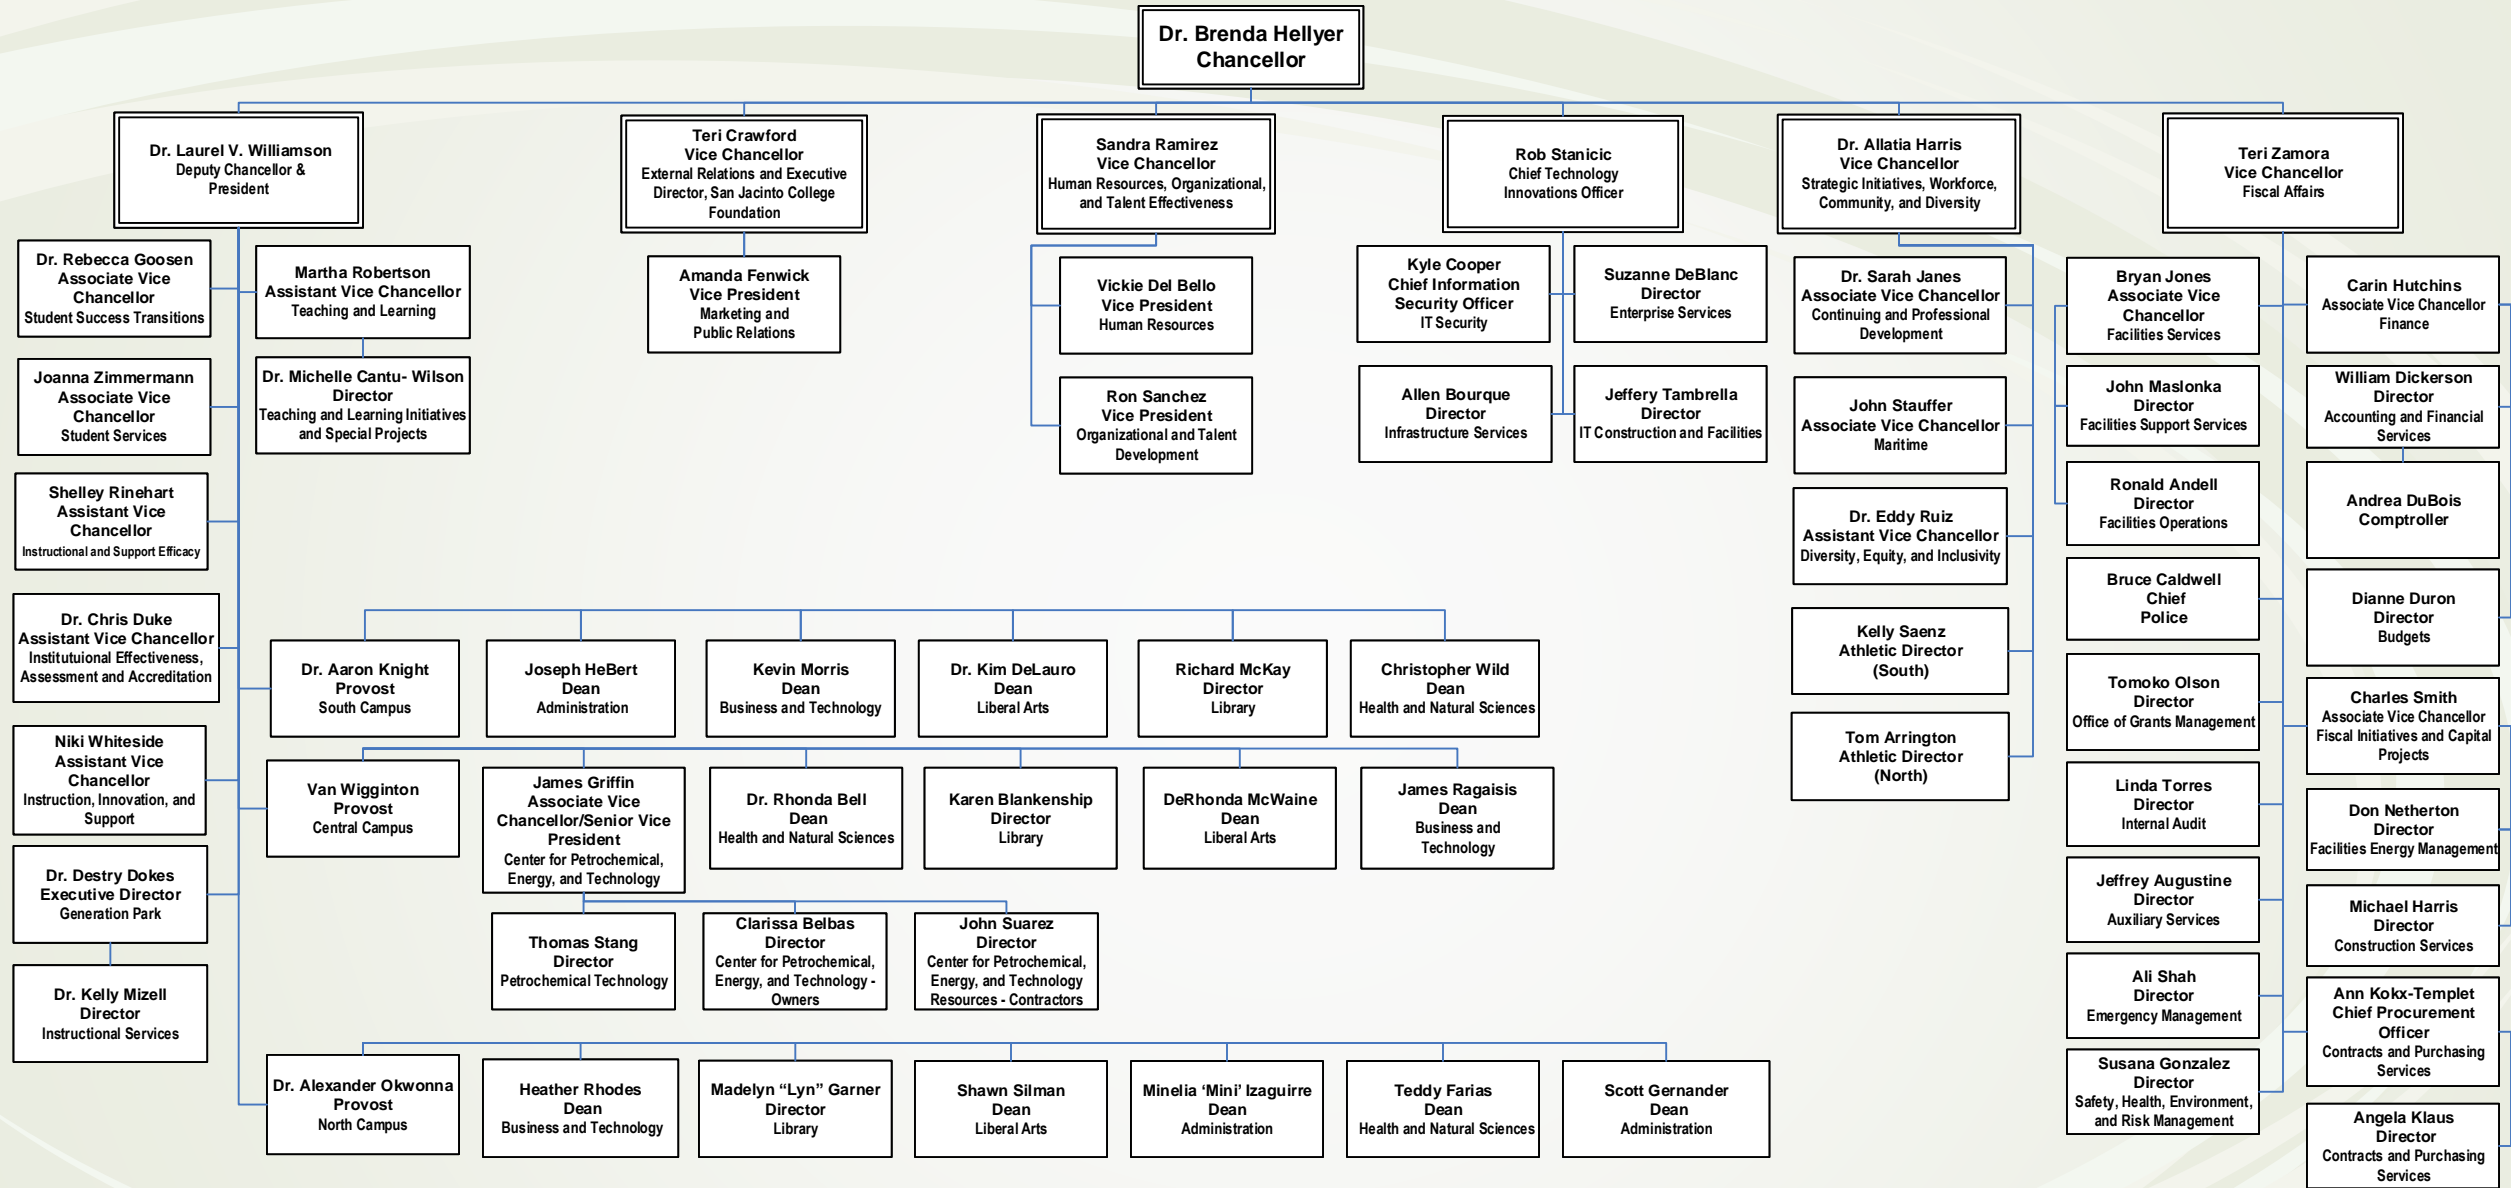 Dr. Brenda Hellyer
Chancellor
Dr. Laurel V. Williamson
Deputy Chancellor &
President
Teri Crawford
Vice Chancellor
External Relations and Executive
Director, San Jacinto College
Foundation
Sandra Ramirez
Vice Chancellor
Human Resources, Organizational,
and Talent Effectiveness
Rob Stanicic
Chief Technology
Innovations Officer
Dr. Allatia Harris
Vice Chancellor
Strategic Initiatives, Workforce,
Community, and Diversity
Teri Zamora
Vice Chancellor
Fiscal Affairs
Dr. Rebecca Goosen
Associate Vice
Chancellor
Student Success Transitions
Martha Robertson
Assistant Vice Chancellor
Teaching and Learning
Joanna Zimmermann
Associate Vice
Chancellor
Student Services
Dr. Michelle Cantu- Wilson
Director
Teaching and Learning Initiatives
and Special Projects
Shelley Rinehart
Assistant Vice
Chancellor
Instructional and Support Efficacy
Dr. Chris Duke
Assistant Vice Chancellor
Institutuional Effectiveness,
Assessment and Accreditation
Niki Whiteside
Assistant Vice
Chancellor
Instruction, Innovation, and
Support
Dr. Destry Dokes
Executive Director
Generation Park
Dr. Kelly Mizell
Director
Instructional Services
Amanda Fenwick
Vice President
Marketing and
Public Relations
Vickie Del Bello
Vice President
Human Resources
Ron Sanchez
Vice President
Organizational and Talent
Development
Kyle Cooper
Chief Information
Security Officer
IT Security
Suzanne DeBlanc
Director
Enterprise Services
Allen Bourque
Director
Infrastructure Services
Jeffery Tambrella
Director
IT Construction and Facilities
Dr. Sarah Janes
Associate Vice Chancellor
Continuing and Professional
Development
John Stauffer
Associate Vice Chancellor
Maritime
Dr. Eddy Ruiz
Assistant Vice Chancellor
Diversity, Equity, and Inclusivity
Kelly Saenz
Athletic Director
(South)
Tom Arrington
Athletic Director
(North)
Bryan Jones
Associate Vice
Chancellor
Facilities Services
John Maslonka
Director
Facilities Support Services
Ronald Andell
Director
Facilities Operations
Bruce Caldwell
Chief
Police
Tomoko Olson
Director
Office of Grants Management
Linda Torres
Director
Internal Audit
Jeffrey Augustine
Director
Auxiliary Services
Ali Shah
Director
Emergency Management
Susana Gonzalez
Director
Safety, Health, Environment,
and Risk Management
Carin Hutchins
Associate Vice Chancellor
Finance
William Dickerson
Director
Accounting and Financial
Services
Andrea DuBois
Comptroller
Dianne Duron
Director
Budgets
Charles Smith
Associate Vice Chancellor
Fiscal Initiatives and Capital
Projects
Don Netherton
Director
Facilities Energy Management
Michael Harris
Director
Construction Services
Ann Kokx-Templet
Chief Procurement
Officer
Contracts and Purchasing
Services
Angela Klaus
Director
Contracts and Purchasing
Services
Dr. Aaron Knight
Provost
South Campus
Joseph HeBert
Dean
Administration
Kevin Morris
Dean
Business and Technology
Dr. Kim DeLauro
Dean
Liberal Arts
Richard McKay
Director
Library
Christopher Wild
Dean
Health and Natural Sciences
Van Wigginton
Provost
Central Campus
James Griffin
Associate Vice
Chancellor/Senior Vice
President
Center for Petrochemical,
Energy, and Technology
Dr. Rhonda Bell
Dean
Health and Natural Sciences
Karen Blankenship
Director
Library
DeRhonda McWaine
Dean
Liberal Arts
James Ragaisis
Dean
Business and
Technology
Thomas Stang
Director
Petrochemical Technology
Clarissa Belbas
Director
Center for Petrochemical,
Energy, and Technology -
Owners
John Suarez
Director
Center for Petrochemical,
Energy, and Technology
Resources - Contractors
Dr. Alexander Okwonna
Provost
North Campus
Heather Rhodes
Dean
Business and Technology
Madelyn “Lyn” Garner
Director
Library
Shawn Silman
Dean
Liberal Arts
Minelia ‘Mini’ Izaguirre
Dean
Administration
Teddy Farias
Dean
Health and Natural Sciences
Scott Gernander
Dean
Administration